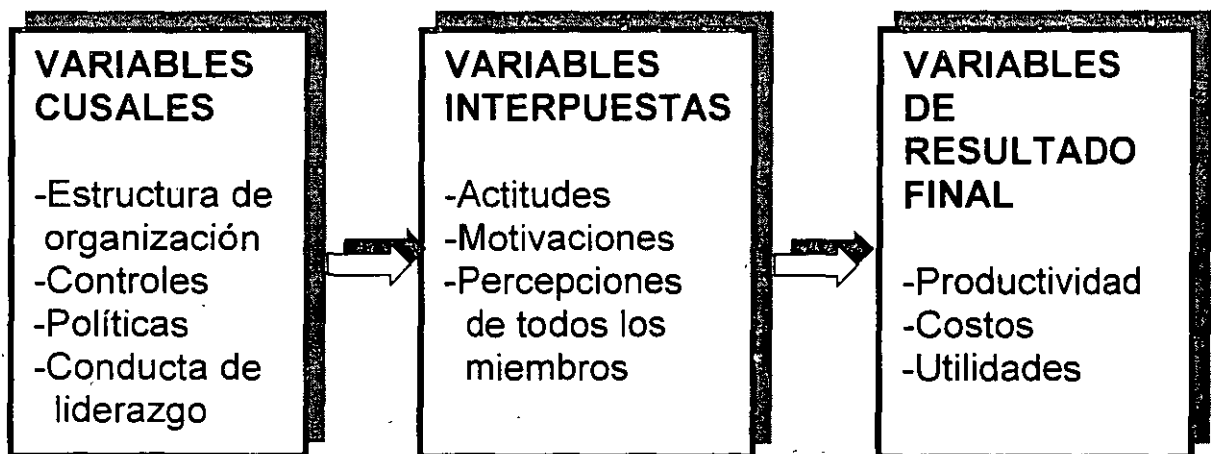 VARIABLES
CUSALES
-Estructura de
organización
-Controles
-Políticas
-Conducta de
liderazgo
VARIABLES
INTERPUESTAS
-Actitudes
-Motivaciones
-Percepciones
de todos los
miembros
VARIABLES
DE
RESULTADO
FINAL
-Productividad
-Costos
-Utilidades